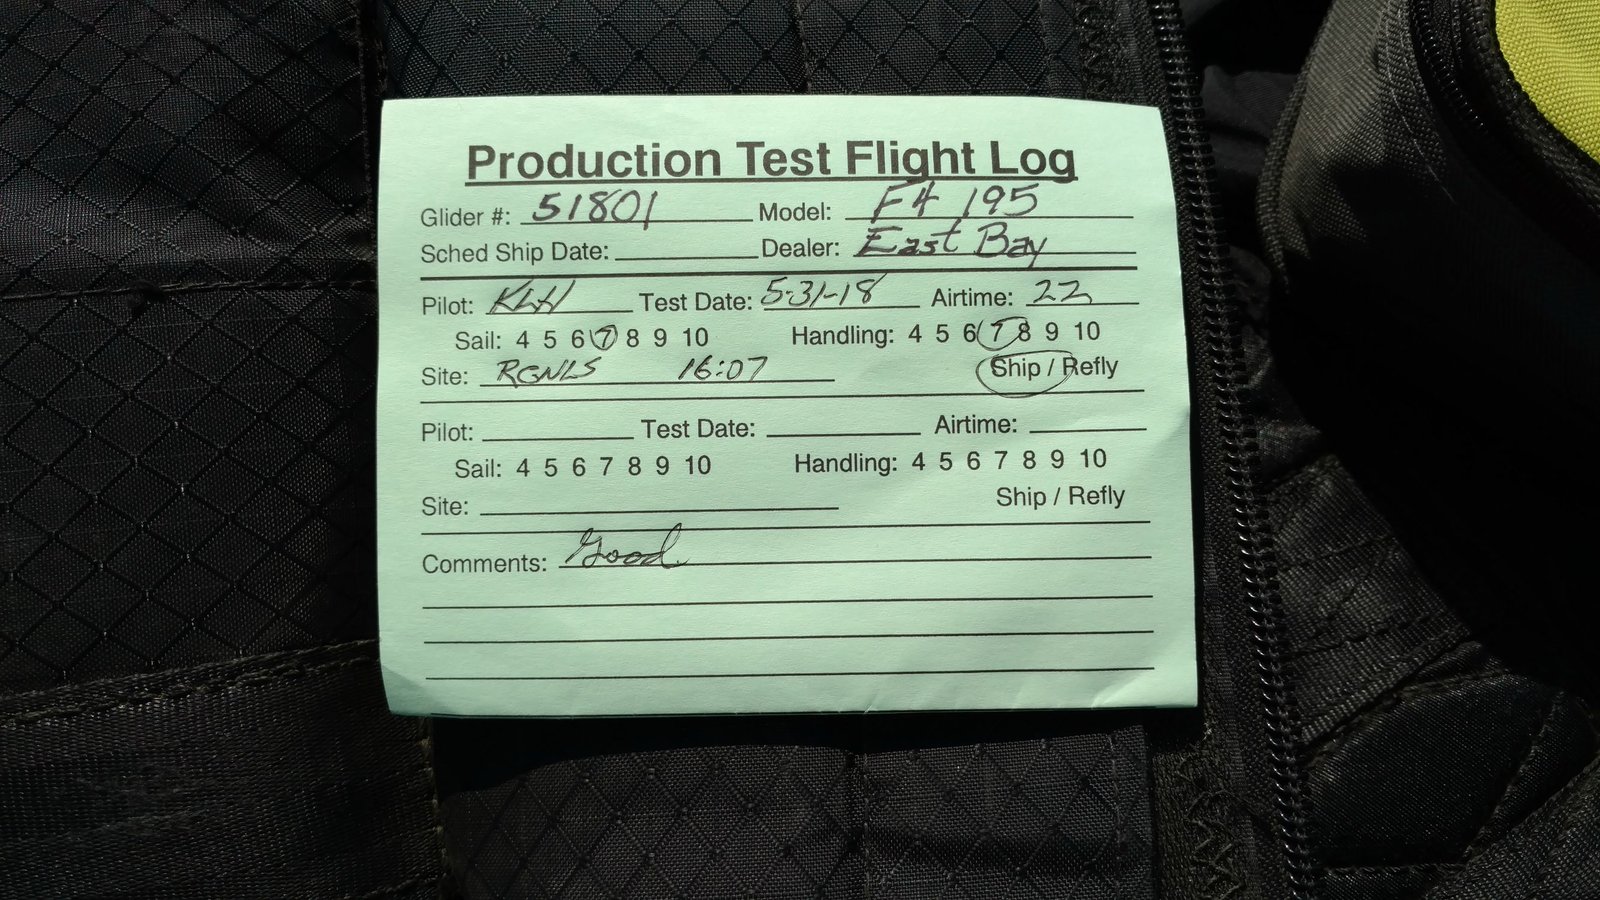 Production Test Flight Log
Glider #: 51801 Model: F4 195
Sched Ship Date: Dealer: East Bay
Pilot: KLH Test Date: 5-31-18 Airtime: 22
Sail: 4 5 6 7 8 9 10 Handling: 4 5 6 7 8 9 10
Site: RGNLS 16:07 Ship / Refly
Pilot: Test Date: Airtime:
Sail: 4 5 6 7 8 9 10 Handling: 4 5 6 7 8 9 10
Site: Ship / Refly
Comments: Good